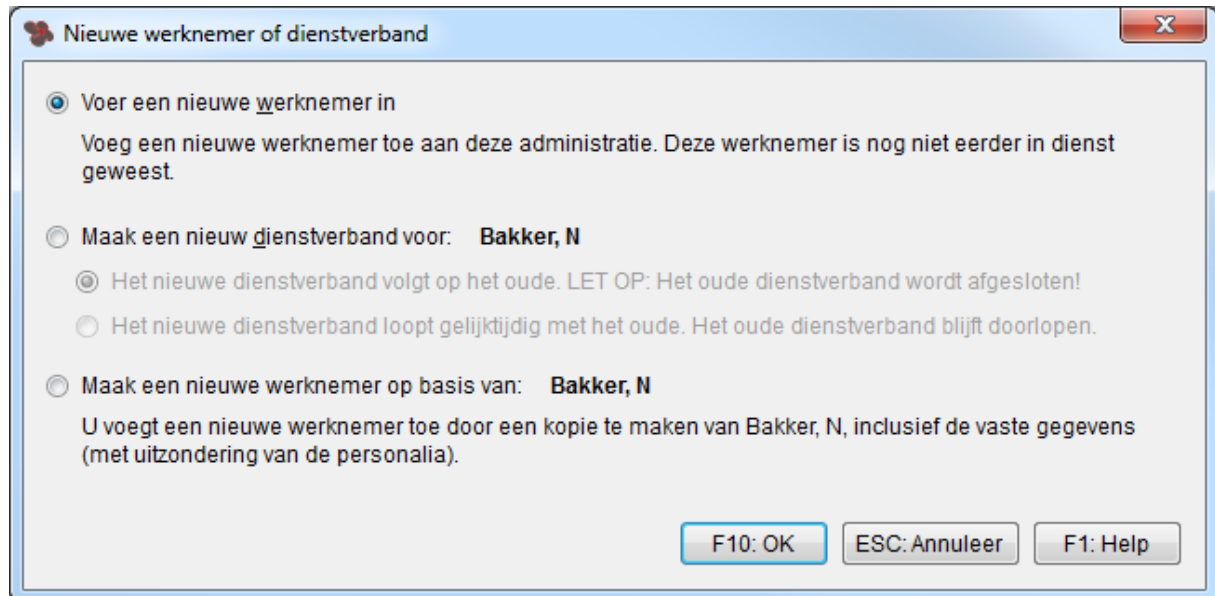 Nieuwe werknemer of dienstverband
Voer een nieuwe werknemer in
Voeg een nieuwe werknemer toe aan deze administratie. Deze werknemer is nog niet eerder in dienst
geweest.
Maak een nieuw dienstverband voor: Bakker, N
Het nieuwe dienstverband volgt op het oude. LET OP: Het oude dienstverband wordt afgesloten!
Het nieuwe dienstverband loopt gelijktijdig met het oude. Het oude dienstverband blijft doorlopen.
Maak een nieuwe werknemer op basis van: Bakker, N
U voegt een nieuwe werknemer toe door een kopie te maken van Bakker, N, inclusief de vaste gegevens
(met uitzondering van de personalia).
F10: OK ESC: Annuleer F1: Help